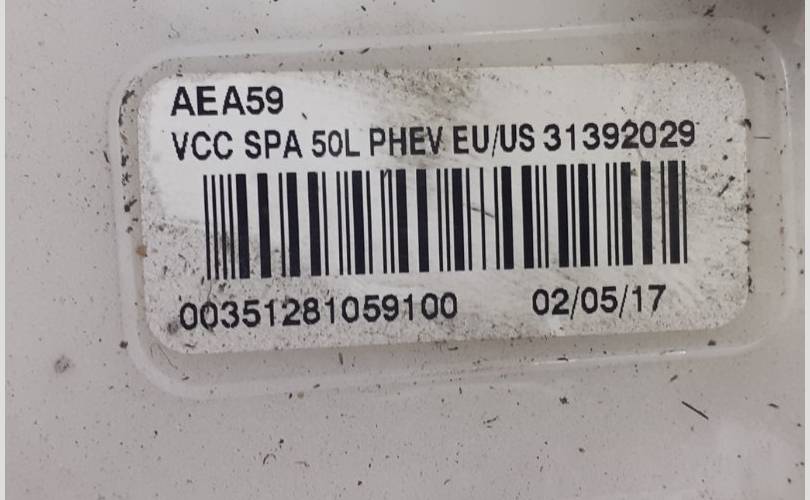 AEA59
VCC SPA 50L PHEV EU/US 31392029
00351281059100 02/05/17